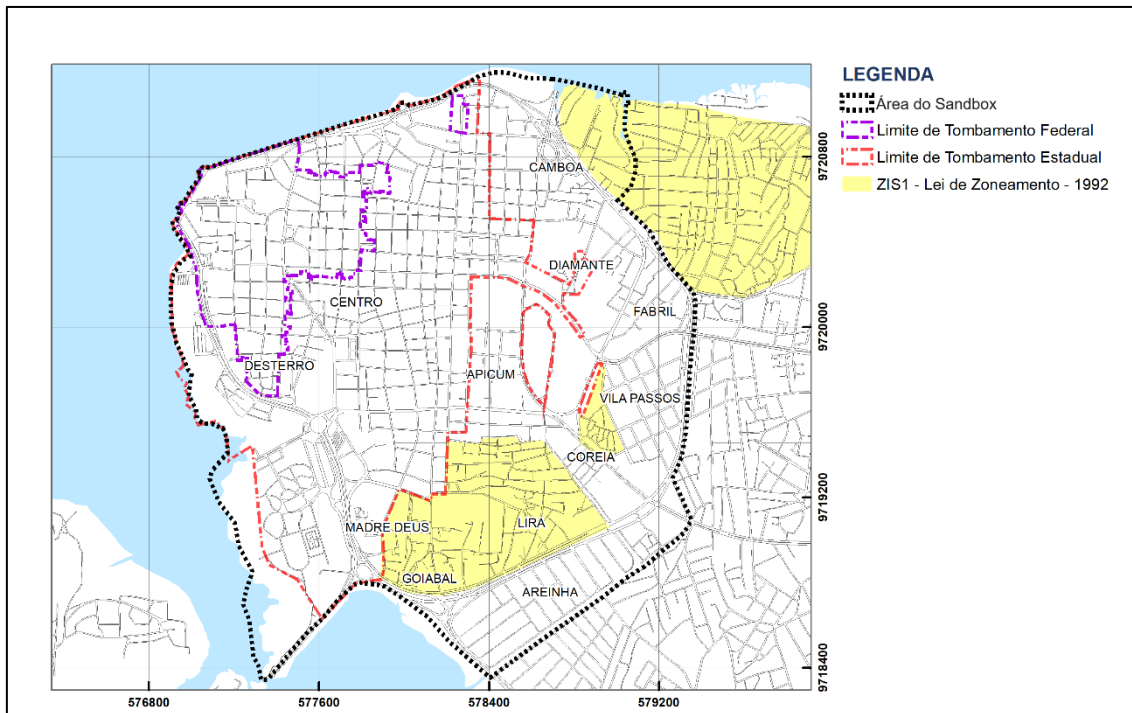 LEGENDA
Área do Sandbox
Limite de Tombamento Federal
Limite de Tombamento Estadual
ZIS1 - Lei de Zoneamento - 1992
CAMBOA
DIAMANTE
FABRIL
CENTRO
DESTERRO
APICUM
VILA PASSOS
COREIA
MADRE DEUS
LIRA
GOIABAL
AREINHA
9720800
9720000
9719200
9718400
576800
577600
578400
579200